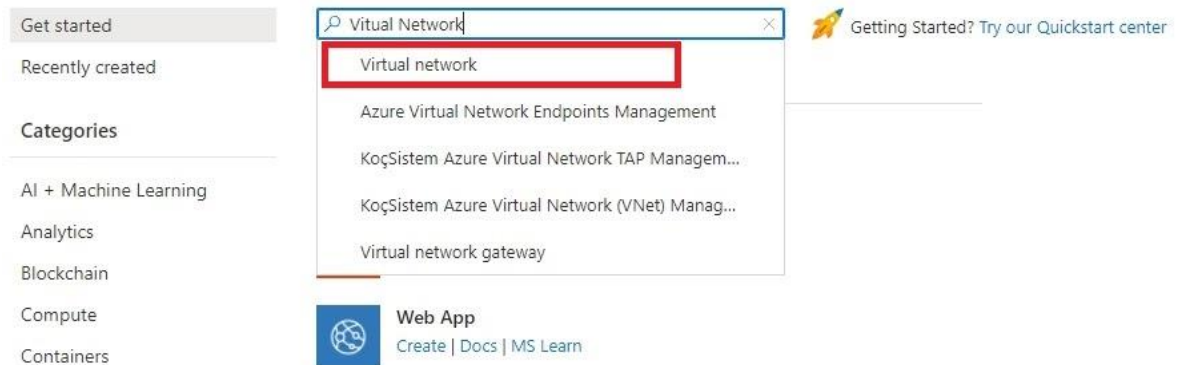 Get started
Recently created
Categories
AI + Machine Learning
Analytics
Blockchain
Compute
Containers
Vitual Network
Virtual network
Azure Virtual Network Endpoints Management
KoçSistem Azure Virtual Network TAP Managem...
KoçSistem Azure Virtual Network (VNet) Manag...
Virtual network gateway
Getting Started? Try our Quickstart center
Web App
Create | Docs | MS Learn